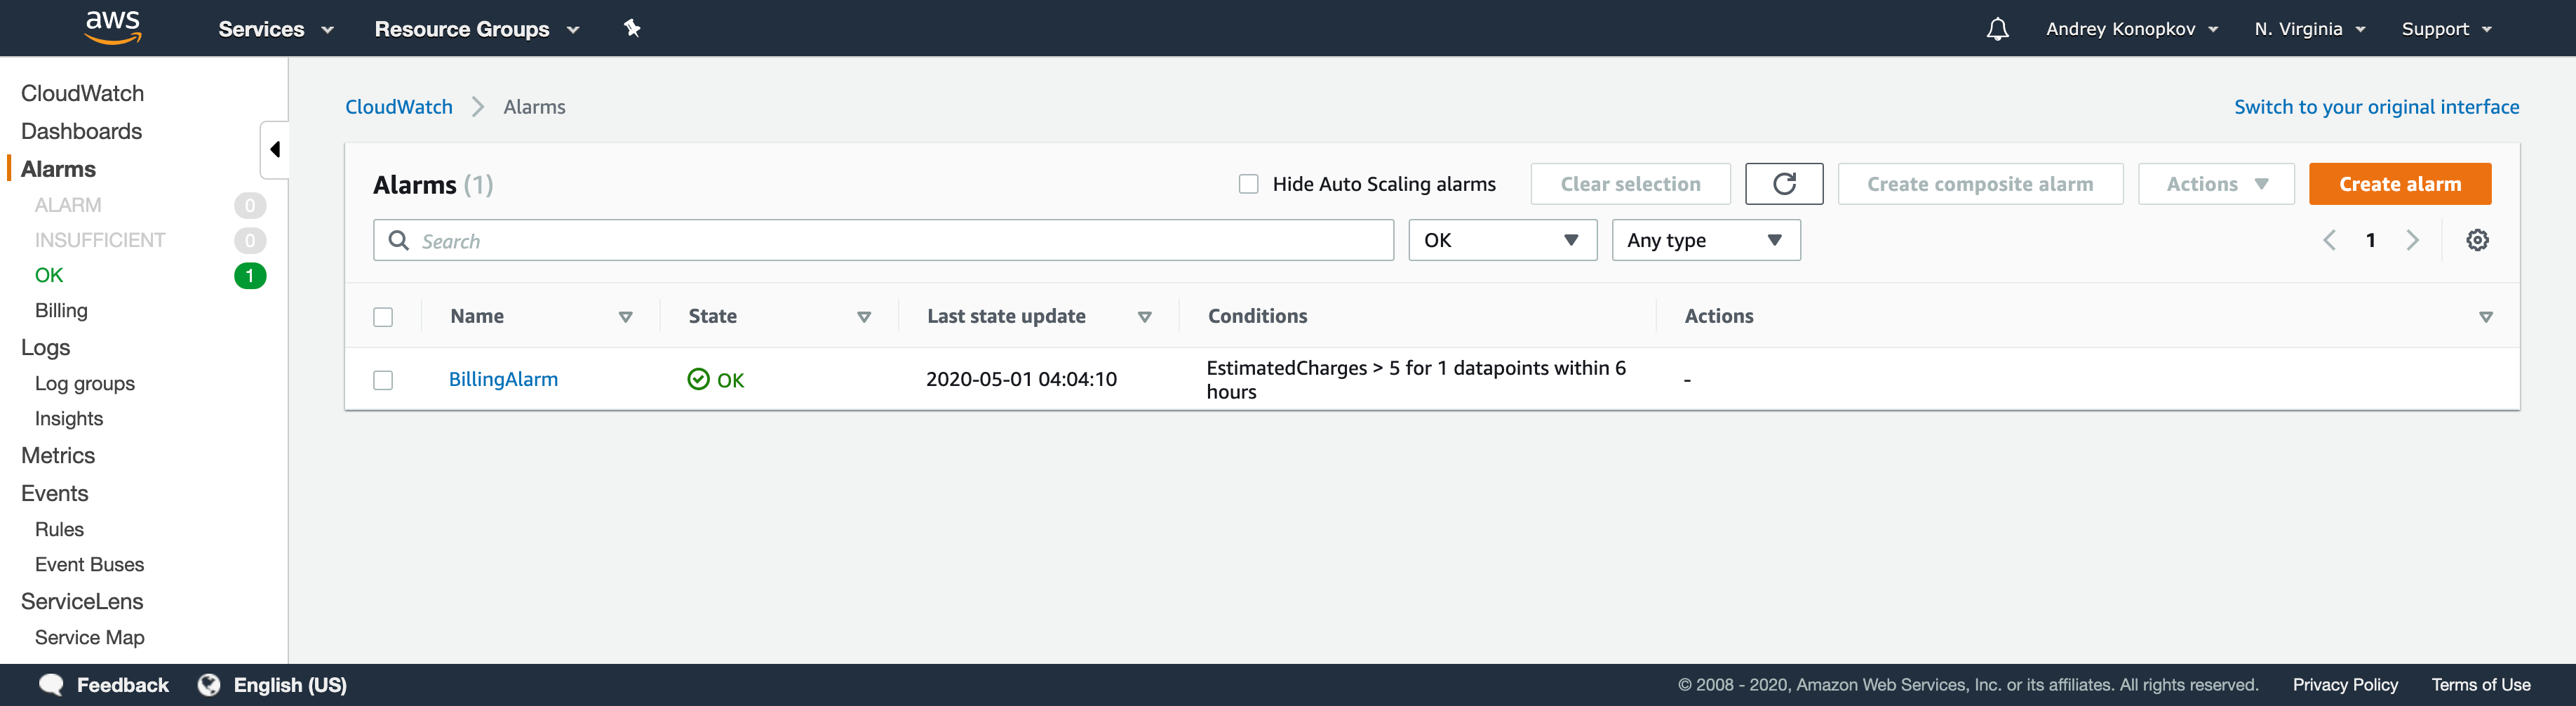 aws
Services
Resource Groups
Andrey Konopkov
N. Virginia
Support
CloudWatch
Dashboards
Alarms
ALARM 0
INSUFFICIENT 0
OK 1
Billing
Logs
Log groups
Insights
Metrics
Events
Rules
Event Buses
ServiceLens
Service Map
CloudWatch Alarms
Switch to your original interface
Alarms (1)
Hide Auto Scaling alarms
Clear selection
Create composite alarm
Actions
Create alarm
Search
OK
Any type
1
Name State Last state update Conditions Actions
BillingAlarm OK 2020-05-01 04:04:10 EstimatedCharges > 5 for 1 datapoints within 6
hours
-
Feedback
English (US)
© 2008 - 2020, Amazon Web Services, Inc. or its affiliates. All rights reserved.
Privacy Policy
Terms of Use